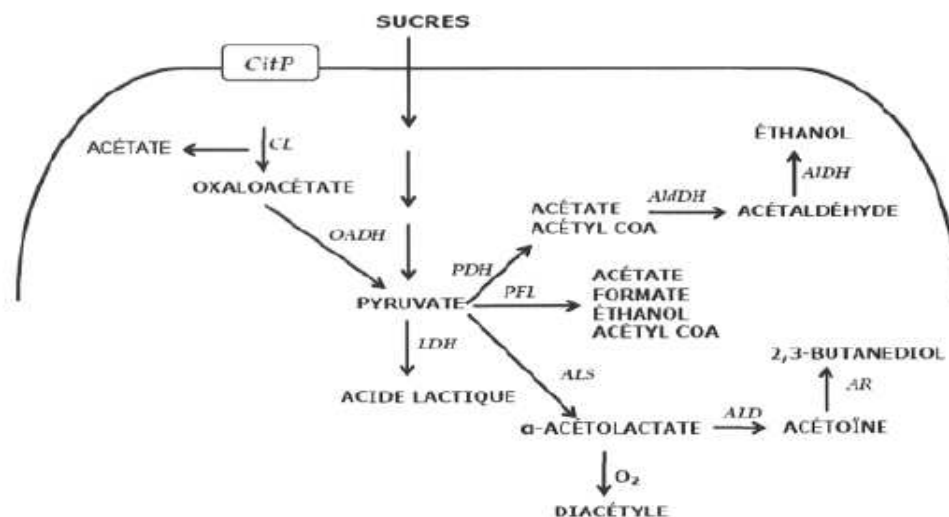 SUCRES
CitP
ACÉTATE
CL
OXALOACÉTATE
OADH
ÉTHANOL
AlDH
ACÉTATE
ACÉTYL COA
AldDH
ACÉTALDÉHYDE
PDH
PYRUVATE
PFL
ACÉTATE
FORMATE
ÉTHANOL
ACÉTYL COA
LDH
ACIDE LACTIQUE
ALS
2,3-BUTANEDIOL
AR
α-ACÉTOLACTATE
ALD
ACÉTOÏNE
O₂
DIACÉTYLE